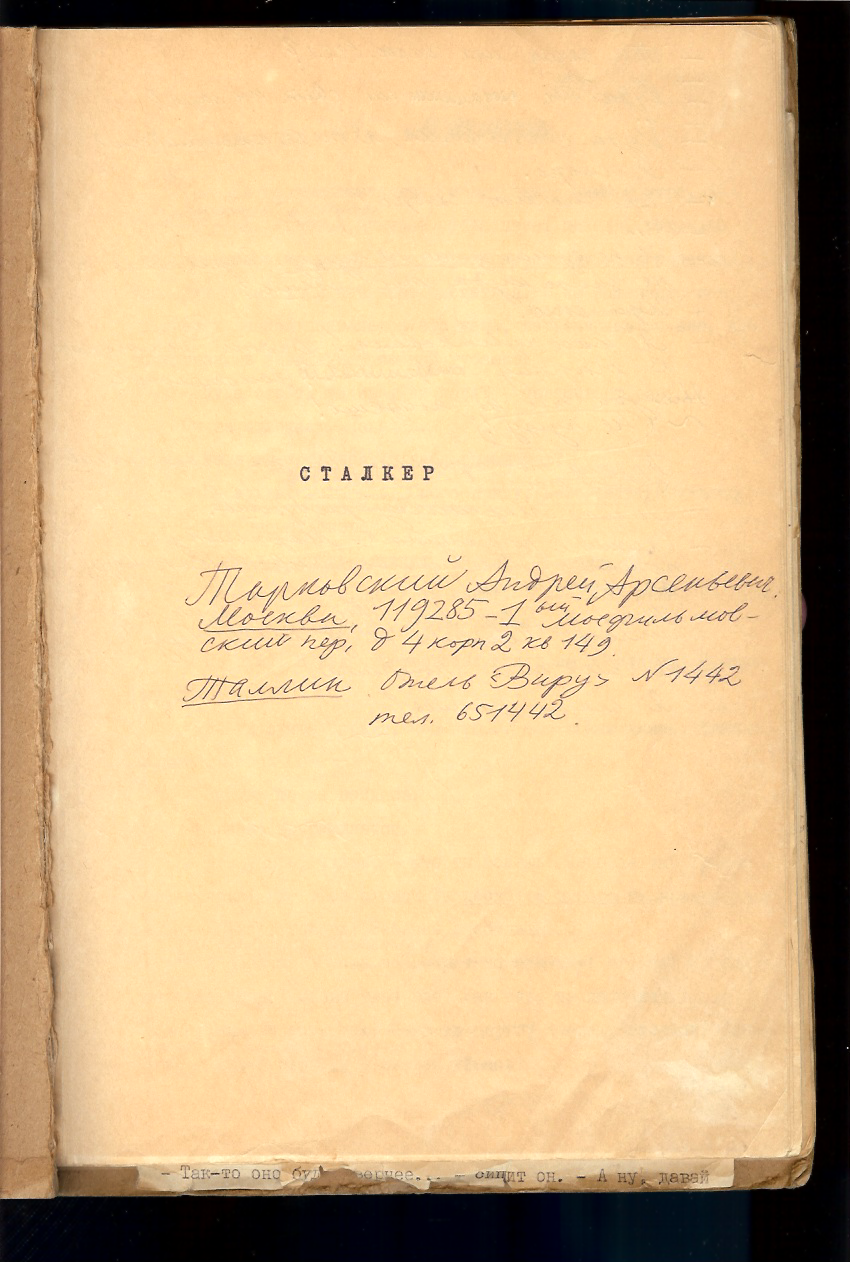 СТАЛКЕР
Тарковский Андрей Арсеньевич.
Москва, 119285 – 1ый Мосфильмов-
ский пер, д 4 корп 2 кв 149
Таллин Отель "Виру" N 1442
тел. 651442.
- Так-то оно вернее... - сипит он. - А ну, давай